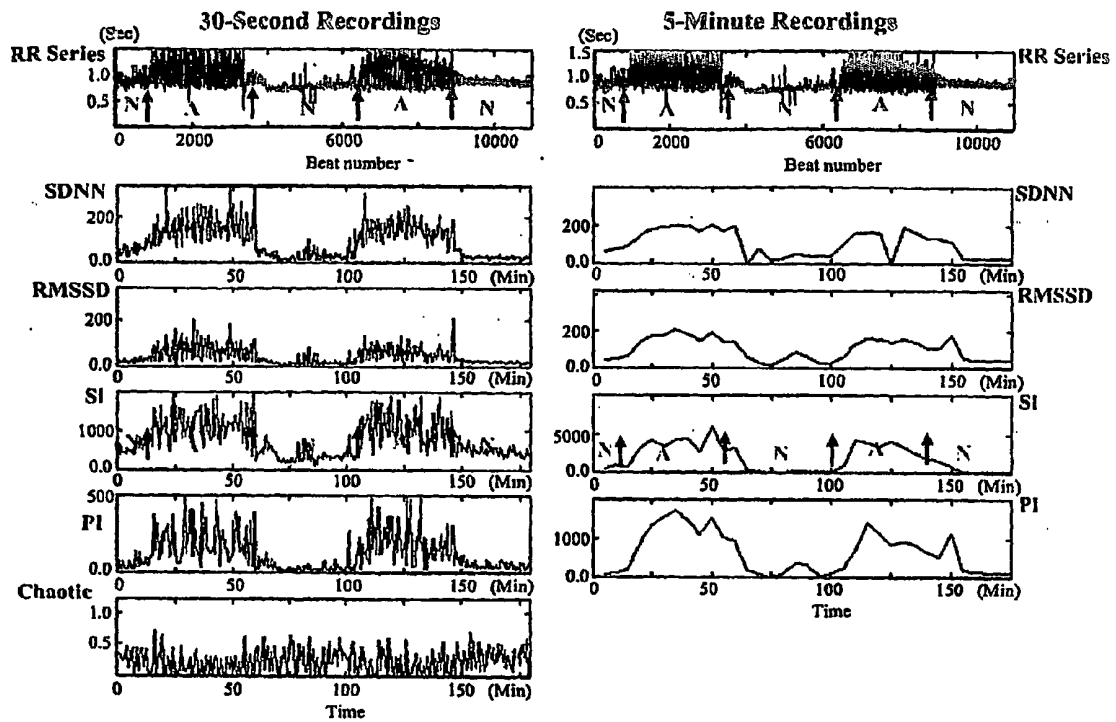 30-Second Recordings
5-Minute Recordings
(Sec)
(Sec)
RR Series
RR Series
1.0
0.5
N A N A N
0 2000 6000 10000
Beat number
1.5
1.0
0.5
N A N A N
0 2000 6000 10000
Beat number
SDNN
200
0.0
0 50 100 150 (Min)
SDNN
200
0.0
0 50 100 150 (Min)
RMSSD
200
0.0
0 50 100 150 (Min)
RMSSD
200
0.0
0 50 100 150 (Min)
SI
1000
0.0
0 50 100 150 (Min)
SI
5000
0.0
N A N A N
0 50 100 150 (Min)
PI
500
0.0
0 50 100 150 (Min)
PI
1000
0.0
0 50 100 150 (Min)
Time
Chaotic
1.0
0.5
0 50 100 150 (Min)
Time